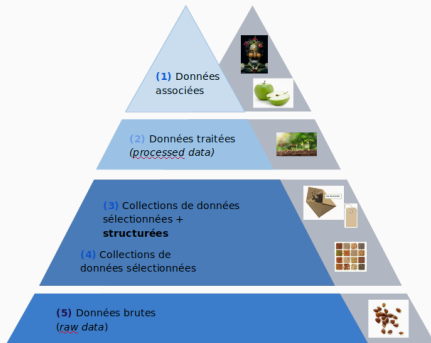 (1) Données
associées
(2) Données traitées
(processed data)
(3) Collections de données
sélectionnées +
structurées
(4) Collections de
données sélectionnées
(5) Données brutes
(raw data)